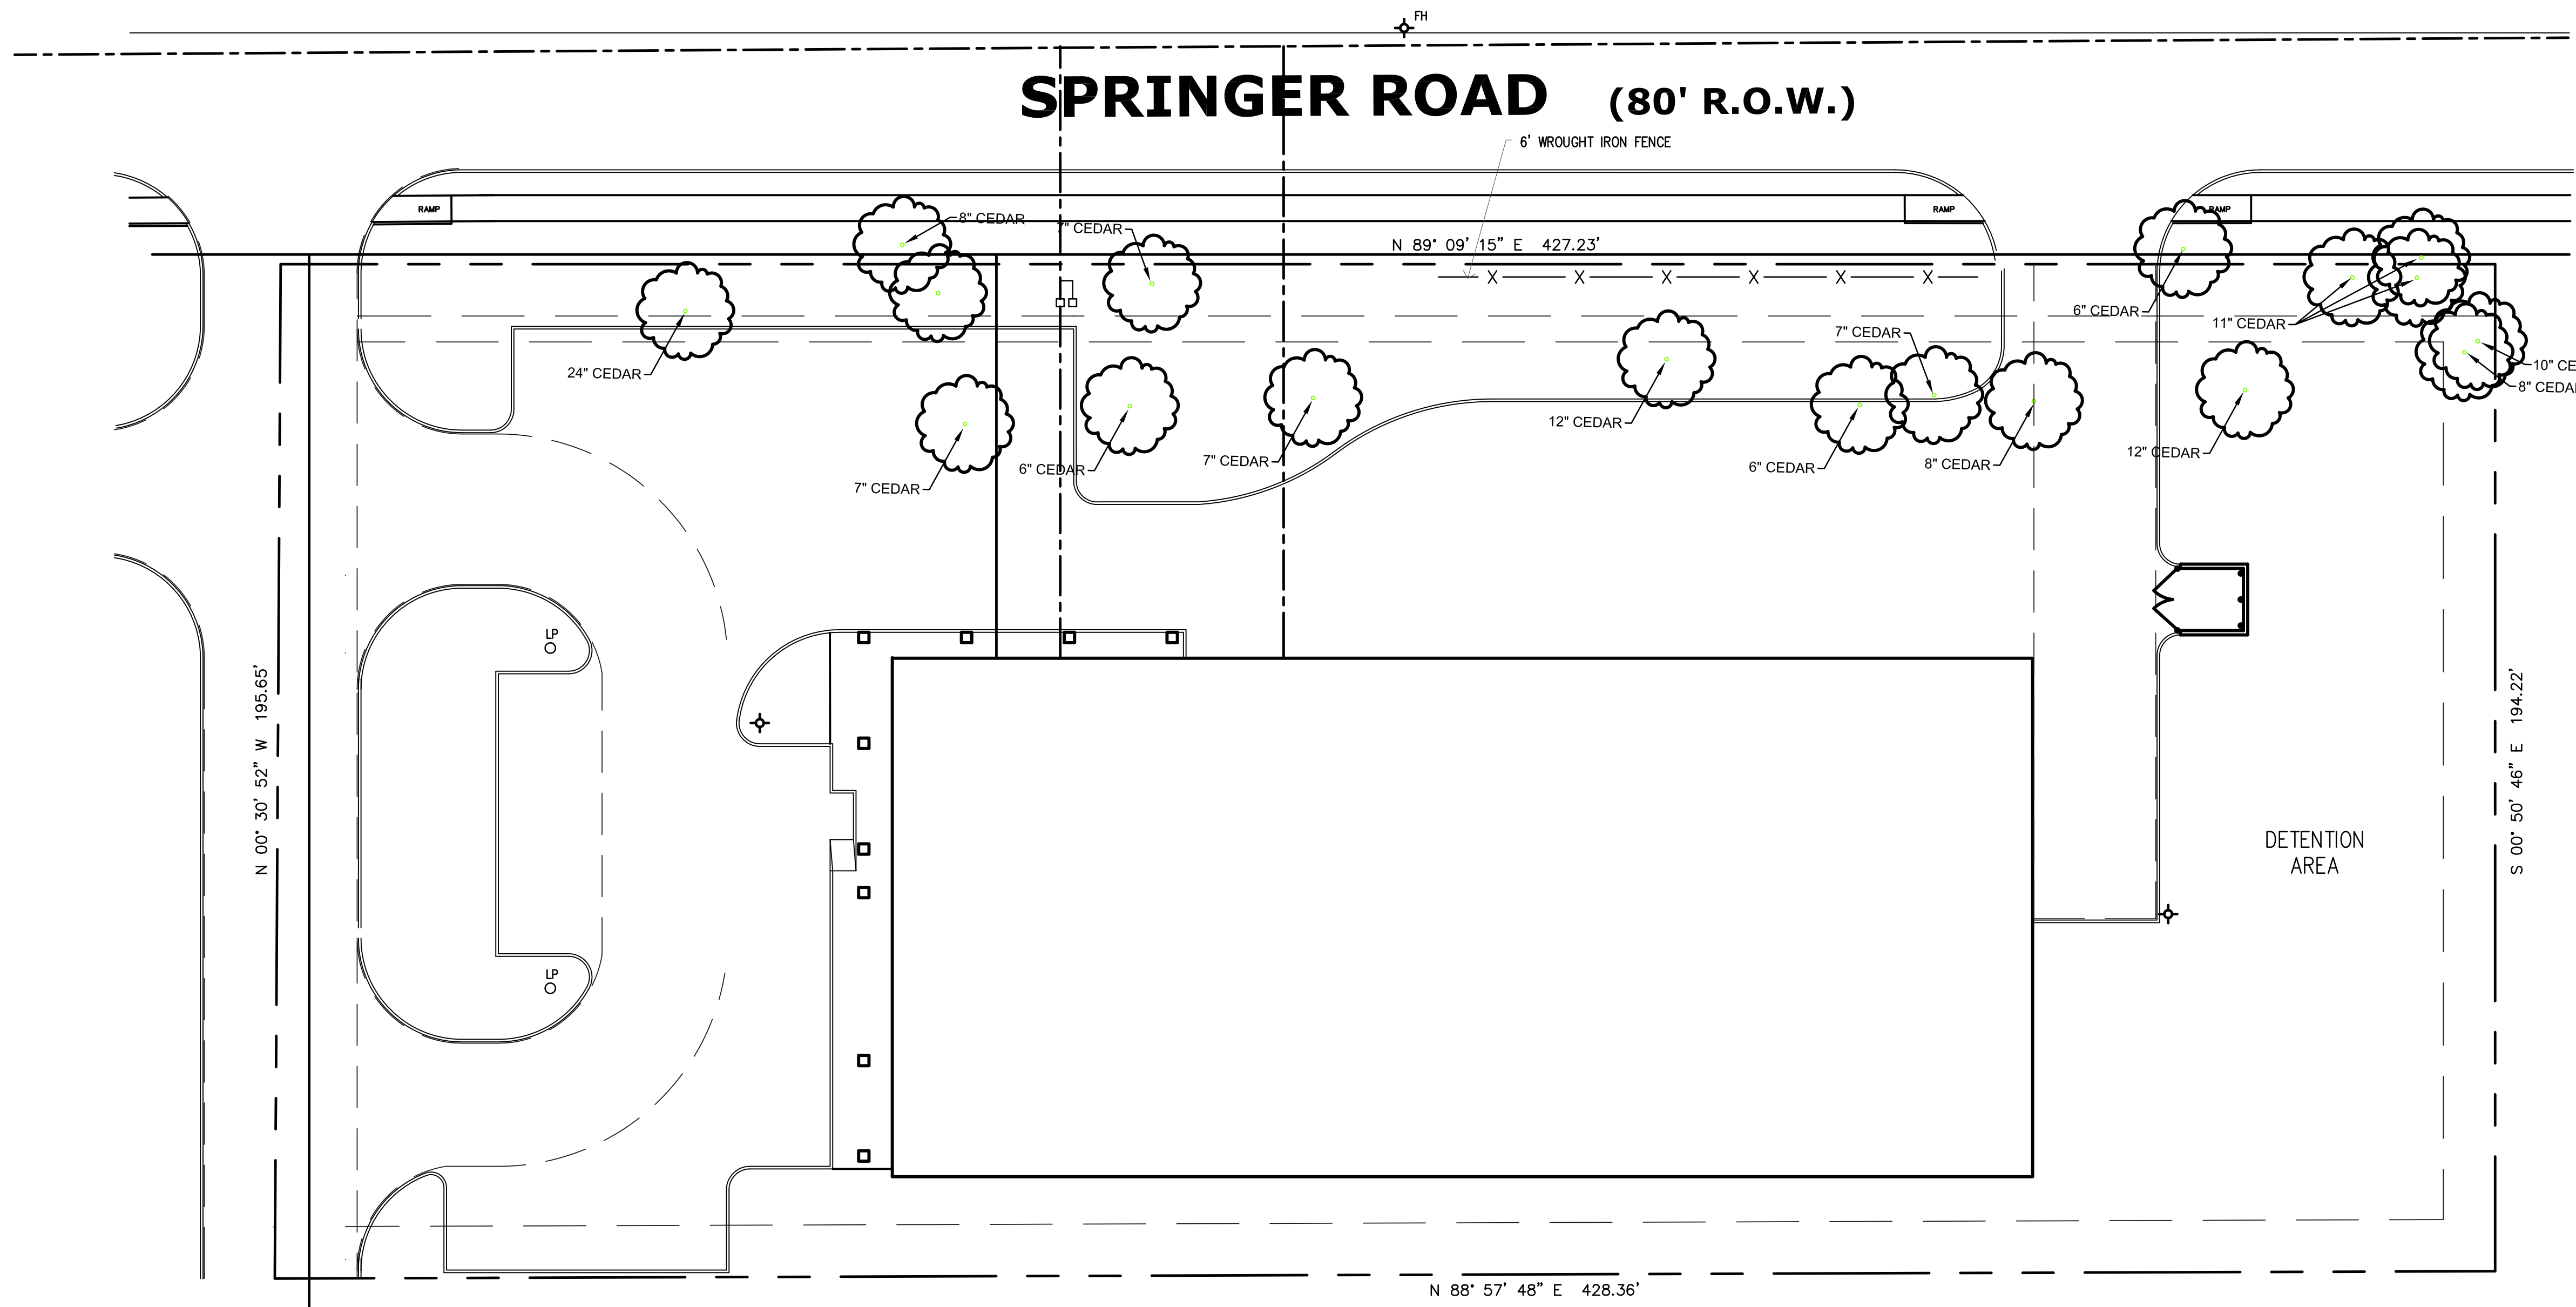 FH
SPRINGER ROAD (80' R.O.W.)
6' WROUGHT IRON FENCE
RAMP
RAMP
RAMP
8" CEDAR
7" CEDAR
N 89° 09' 15" E 427.23'
X X X X X X
24" CEDAR
6" CEDAR
11" CEDAR
7" CEDAR
12" CEDAR
10" CE
8" CEDAR
7" CEDAR
6" CEDAR
7" CEDAR
6" CEDAR
8" CEDAR
12" CEDAR
LP
N 00° 30' 52" W 195.65'
S 00° 50' 46" E 194.22'
DETENTION
AREA
LP
N 88° 57' 48" E 428.36'